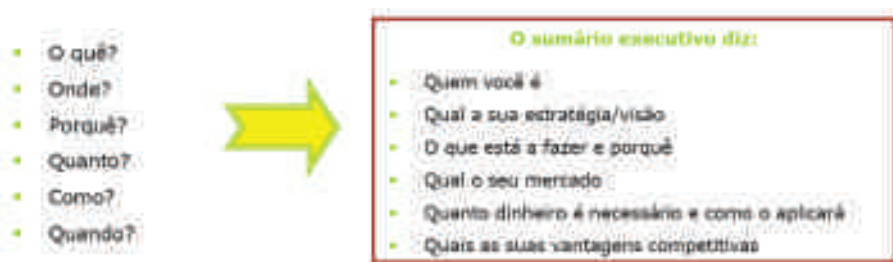 O quê?
Onde?
Porquê?
Quanto?
Como?
Quando?
O sumário executivo diz:
Quem você é
Qual a sua estratégia/visão
O que está a fazer e porquê
Qual o seu mercado
Quanto dinheiro é necessário e como o aplicará
Quais as suas vantagens competitivas